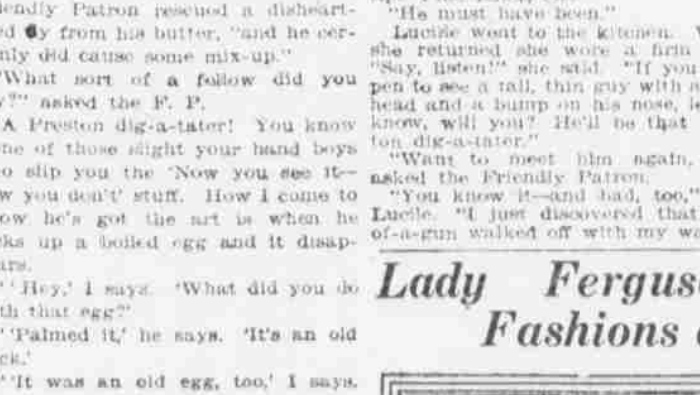 iendly Patron rescued a disheart-
ed fly from his butter, "and he cer-
nly did cause some mix-up."
"What sort of a fellow did you
y?" asked the F. P.
A Preston dig-a-tater! You know
ne of those slight your hand boys
o slip you the 'Now you see it—
w you don't' stuff. How I come to
ow he's got the art is when he
ks up a boiled egg and it disap-
ars.
"'Hey,' I says. 'What did you do
th that egg?'
"'Palmed it,' he says. 'It's an old
ck.'
"'It was an old egg, too,' I says.
"He must have been."
Lucile went to the kitchen.
she returned she wore a firm
"Say, listen!" she said. "If you
pen to see a tall, thin guy with a
head and a bump on his nose,
know, will you? He'll be that
ton dig-a-tater."
"Want to meet him again,
asked the Friendly Patron.
"You know it—and bad, too,
Lucile. "I just discovered tha
of-a-gun walked off with my wa
Lady Fergus
Fashions